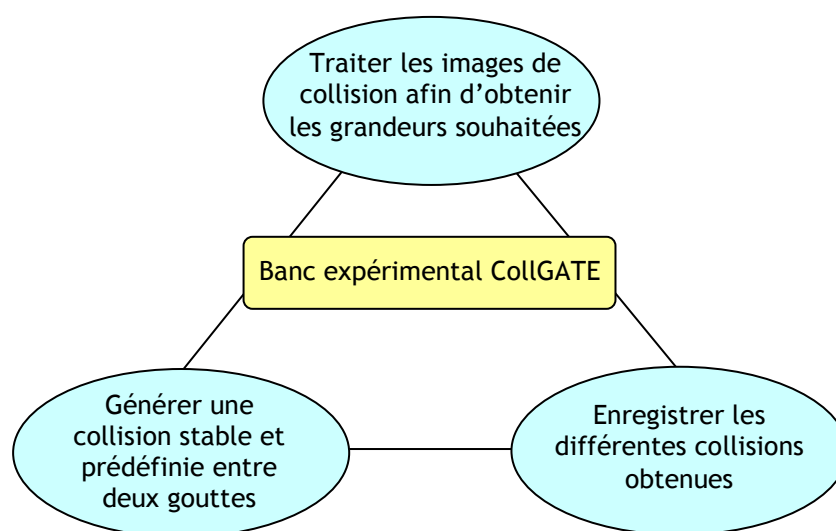 Traiter les images de
collision afin d’obtenir
les grandeurs souhaitées
Banc expérimental CollGATE
Générer une
collision stable et
prédéfinie entre
deux gouttes
Enregistrer les
différentes collisions
obtenues